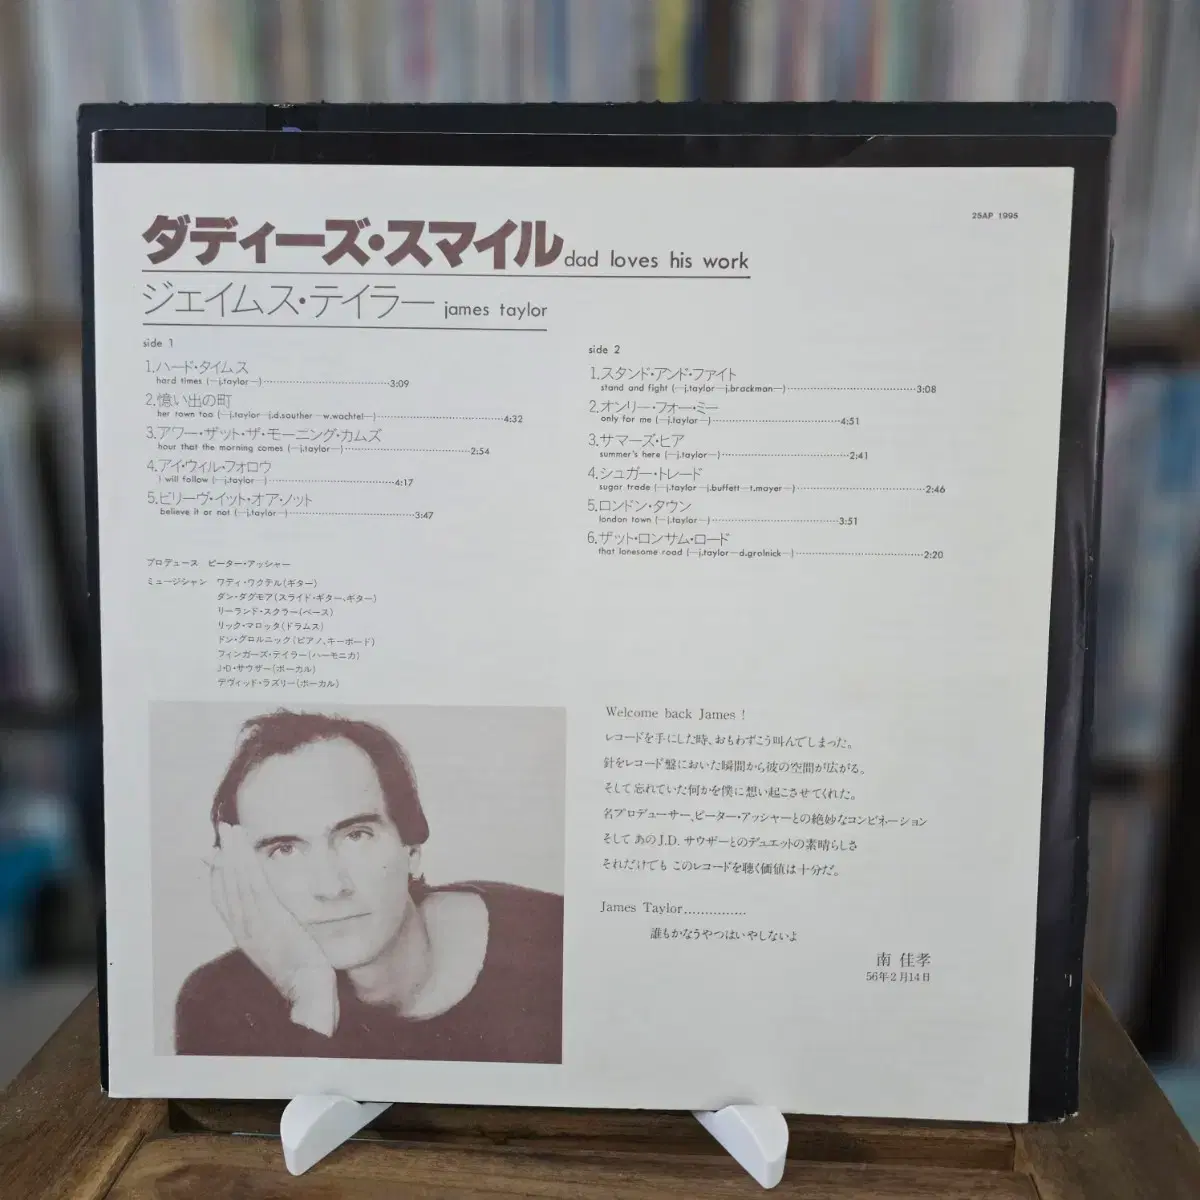 25AP 1995
ダディーズ・スマイル dad loves his work
ジェイムス・テイラー james taylor
side 1
1.ハード・タイムス
hard times (—j.taylor—)……………3:09
2.憶い出の町
her town too (—j.taylor—j.d.souther—w.wachtel—)……………4:32
3.アワー・ザット・ザ・モーニング・カムズ
hour that the morning comes (—j.taylor—)……………2:54
4.アイ・ウィル・フォロウ
i will follow (—j.taylor—)……………4:17
5.ビリーヴ・イット・オア・ノット
believe it or not (—j.taylor—)……………3:47
side 2
1.スタンド・アンド・ファイト
stand and fight (—j.taylor—j.brackman—)……………3:08
2.オンリー・フォー・ミー
only for me (—j.taylor—)……………4:51
3.サマーズ・ヒア
summer's here (—j.taylor—)……………2:41
4.シュガー・トレード
sugar trade (—j.taylor—j.buffett—t.mayer—)……………2:46
5.ロンドン・タウン
london town (—j.taylor—)……………3:51
6.ザット・ロンサム・ロード
that lonesome road (—j.taylor—d.grolnick—)……………2:20
プロデュース ピーター・アッシャー
ミュージシャン ワディ・ワクテル(ギター)
ダン・ダグモア(スライド・ギター、ギター)
リーランド・スクラー(ベース)
リック・マロッタ(ドラムス)
ドン・グロルニック(ピアノ、キーボード)
フィンガーズ・テイラー(ハーモニカ)
J・D・サウザー(ボーカル)
デヴィッド・ラズリー(ボーカル)
Welcome back James !
レコードを手にした時、おもわずこう叫んでしまった。
針をレコード盤においた瞬間から彼の空間が広がる。
そして忘れていた何かを僕に想い起こさせてくれた。
名プロデューサー、ピーター・アッシャーとの絶妙なコンビネーション
そして あのJ.D. サウザーとのデュエットの素晴らしさ
それだけでも このレコードを聴く価値は十分だ。
James Taylor……………
誰もかなうやつはいやしないよ
南 佳孝
56年2月14日